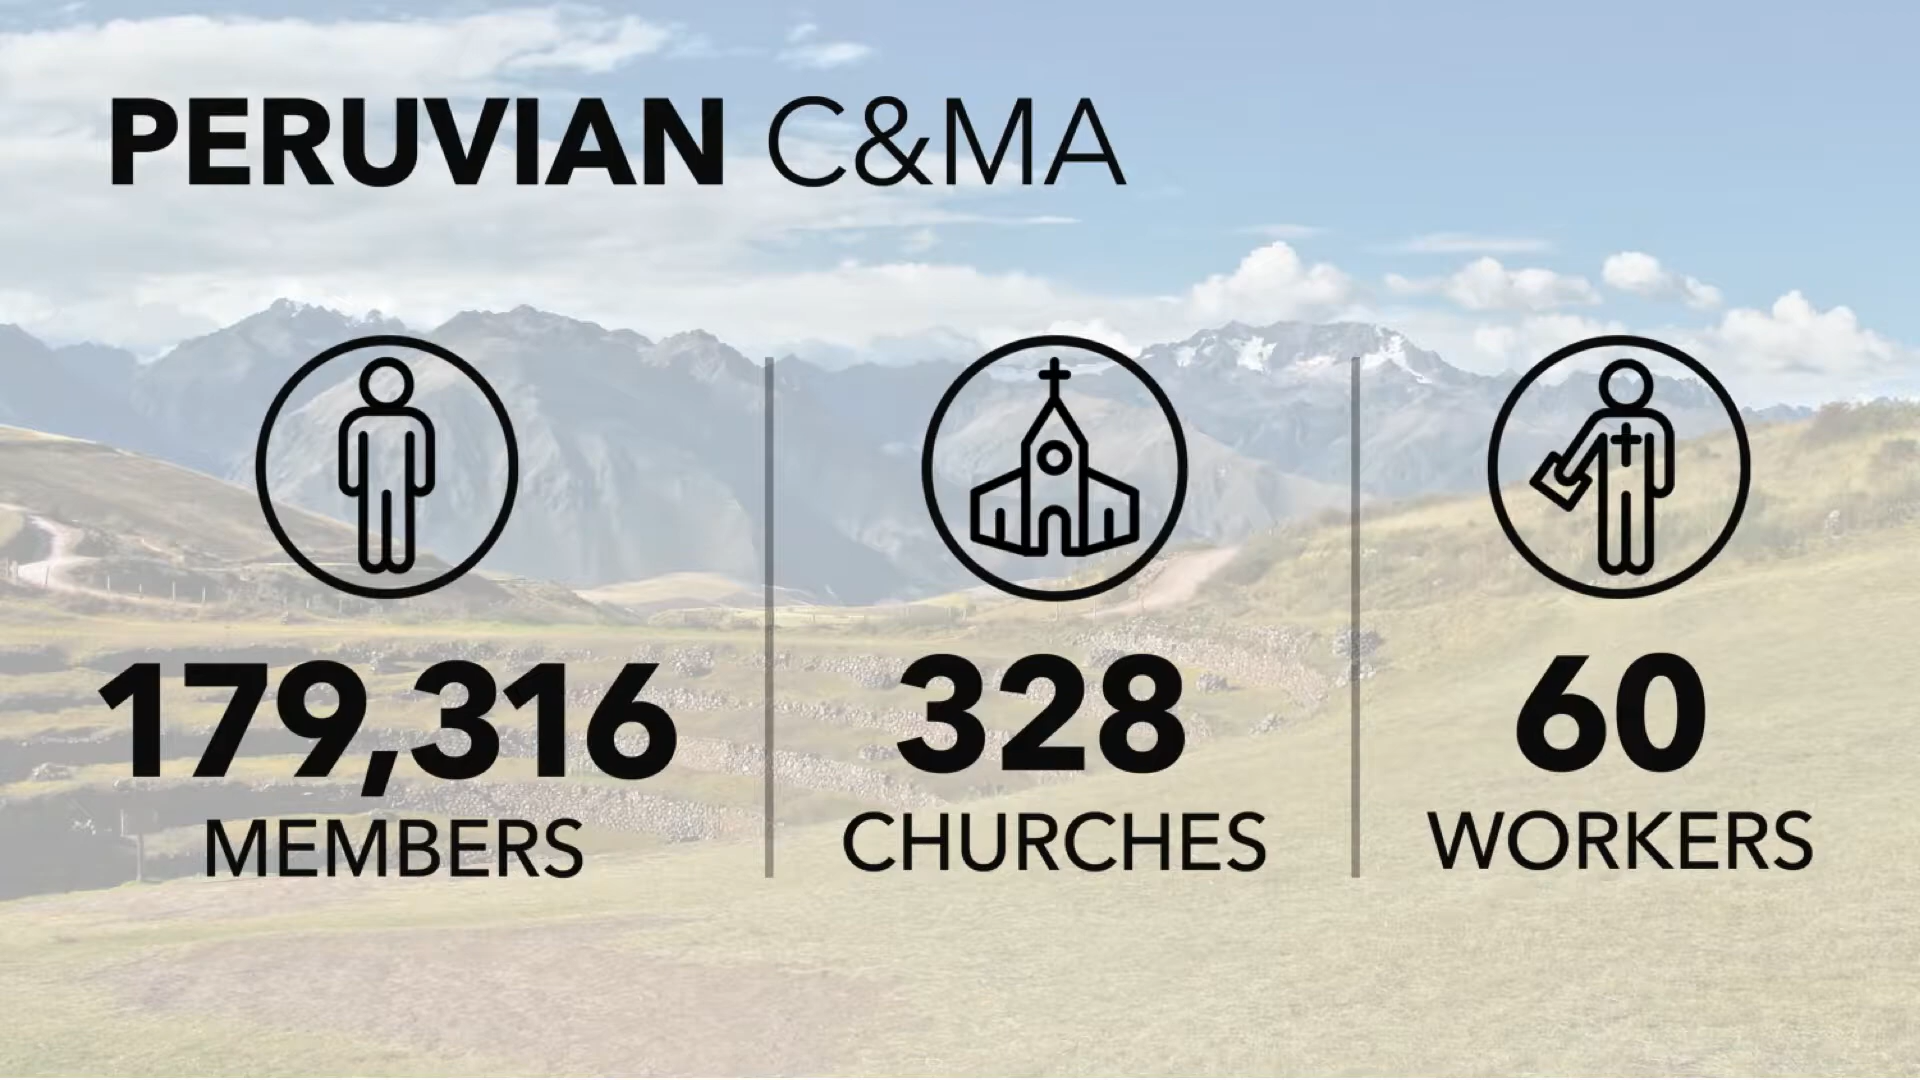 PERUVIAN C&MA
179,316
MEMBERS
328
CHURCHES
60
WORKERS